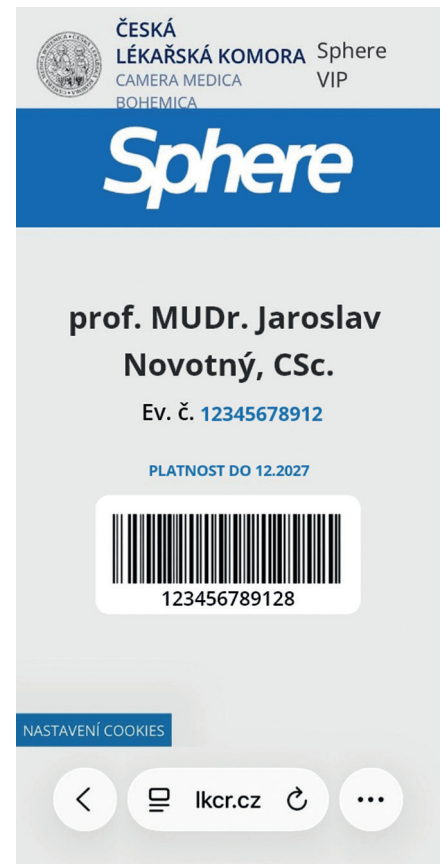 ČESKÁ
LÉKAŘSKÁ KOMORA
CAMERA MEDICA
BOHEMICA
Sphere
VIP
Sphere
prof. MUDr. Jaroslav
Novotný, CSc.
Ev. č. 12345678912
PLATNOST DO 12.2027
123456789128
NASTAVENÍ COOKIES
lkcr.cz